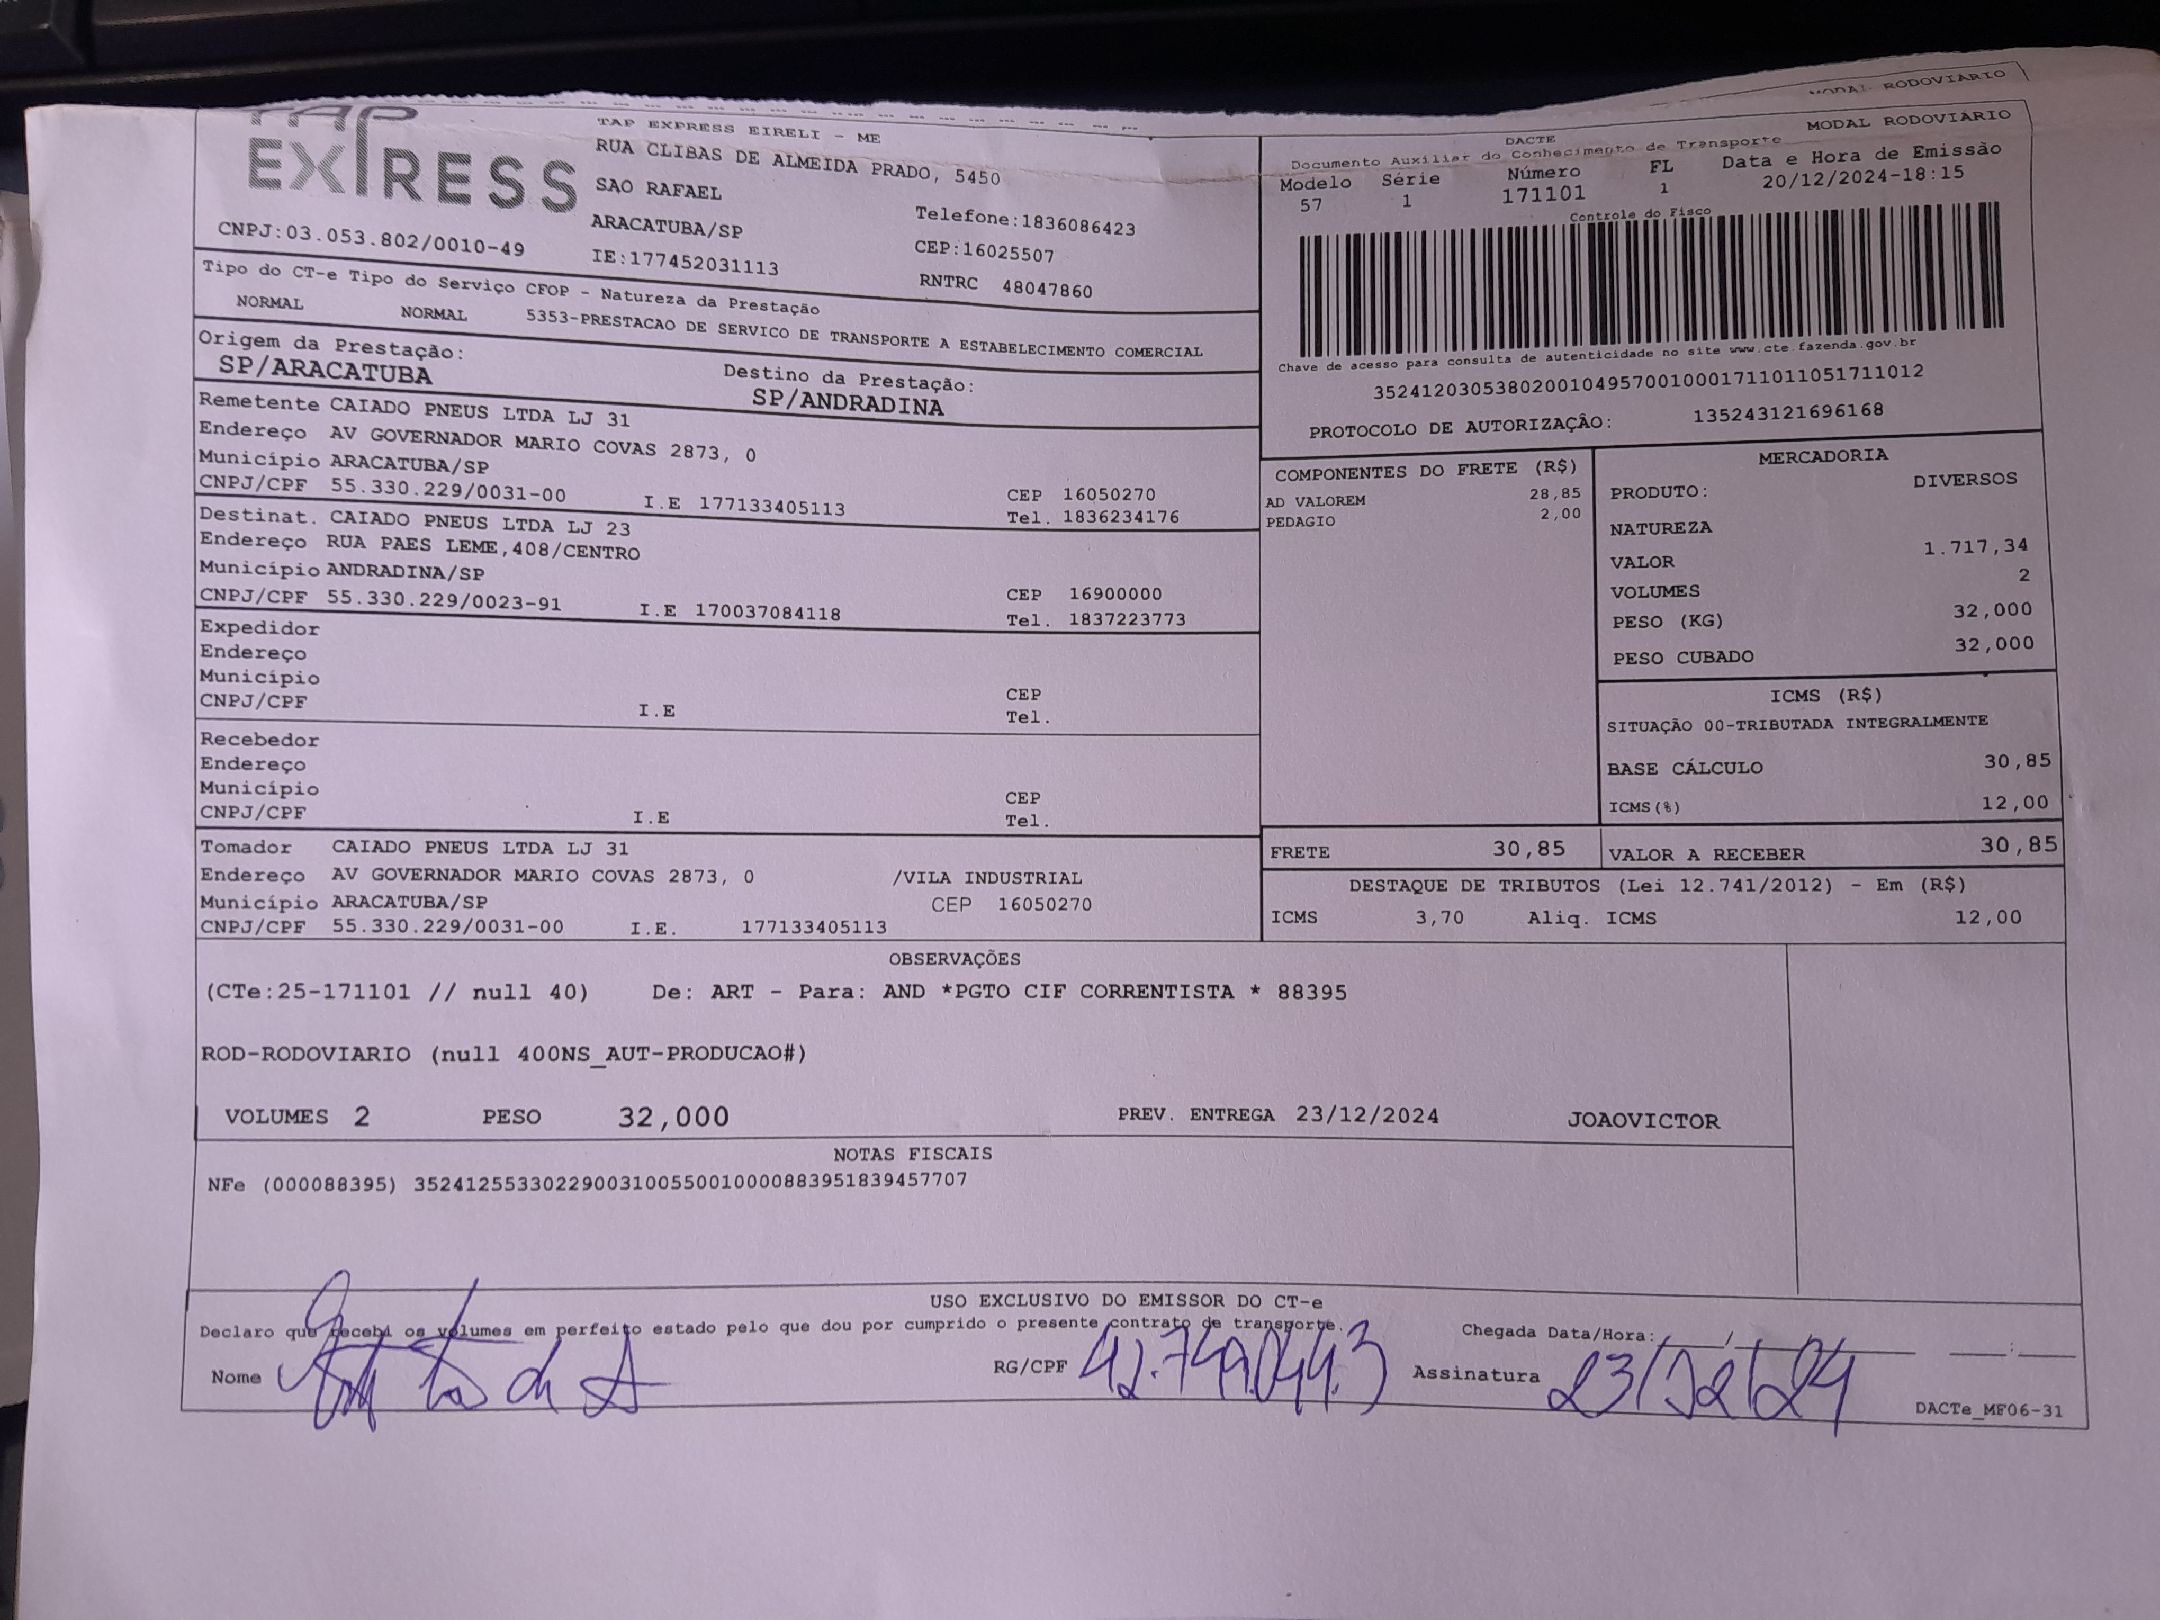 MODAL RODOVIARIO
TAP EXPRESS
TAP EXPRESS EIRELI - ME
RUA CLIBAS DE ALMEIDA PRADO, 5450
SAO RAFAEL
ARACATUBA/SP
Telefone:1836086423
CNPJ:03.053.802/0010-49
IE:177452031113
CEP:16025507
RNTRC 48047860
Tipo do CT-e Tipo do Serviço CFOP - Natureza da Prestação
NORMAL NORMAL 5353-PRESTACAO DE SERVICO DE TRANSPORTE A ESTABELECIMENTO COMERCIAL
Origem da Prestação:
SP/ARACATUBA
Destino da Prestação:
SP/ANDRADINA
MODAL RODOVIARIO
DACTE
Documento Auxiliar do Conhecimento de Transporte
Modelo Série Número FL Data e Hora de Emissão
57 1 171101 1 20/12/2024-18:15
Controle do Fisco
Chave de acesso para consulta de autenticidade no site www.cte.fazenda.gov.br
35241203053802001049570010001711011051711012
PROTOCOLO DE AUTORIZAÇÂO: 135243121696168
Remetente CAIADO PNEUS LTDA LJ 31
Endereço AV GOVERNADOR MARIO COVAS 2873, 0
Município ARACATUBA/SP
CNPJ/CPF 55.330.229/0031-00 I.E 177133405113
CEP 16050270
Tel. 1836234176
Destinat. CAIADO PNEUS LTDA LJ 23
Endereço RUA PAES LEME,408/CENTRO
Município ANDRADINA/SP
CNPJ/CPF 55.330.229/0023-91 I.E 170037084118
CEP 16900000
Tel. 1837223773
Expedidor
Endereço
Município
CNPJ/CPF I.E
CEP
Tel.
Recebedor
Endereço
Município
CNPJ/CPF I.E
CEP
Tel.
Tomador CAIADO PNEUS LTDA LJ 31
Endereço AV GOVERNADOR MARIO COVAS 2873, 0 /VILA INDUSTRIAL
Município ARACATUBA/SP CEP 16050270
CNPJ/CPF 55.330.229/0031-00 I.E. 177133405113
COMPONENTES DO FRETE (R$)
AD VALOREM 28,85
PEDAGIO 2,00
MERCADORIA
PRODUTO: DIVERSOS
NATUREZA
VALOR 1.717,34
VOLUMES 2
PESO (KG) 32,000
PESO CUBADO 32,000
ICMS (R$)
SITUAÇÃO 00-TRIBUTADA INTEGRALMENTE
BASE CÁLCULO 30,85
ICMS(%) 12,00
FRETE 30,85
VALOR A RECEBER 30,85
DESTAQUE DE TRIBUTOS (Lei 12.741/2012) - Em (R$)
ICMS 3,70 Aliq. ICMS 12,00
OBSERVAÇÕES
(CTe:25-171101 // null 40) De: ART - Para: AND *PGTO CIF CORRENTISTA * 88395
ROD-RODOVIARIO (null 400NS_AUT-PRODUCAO#)
VOLUMES 2 PESO 32,000 PREV. ENTREGA 23/12/2024 JOAOVICTOR
NOTAS FISCAIS
NFe (000088395) 35241255330229003100550010000883951839457707
USO EXCLUSIVO DO EMISSOR DO CT-e
Declaro que recebi os volumes em perfeito estado pelo que dou por cumprido o presente contrato de transporte.
Chegada Data/Hora:___/___ ___:___
Nome RG/CPF 42.749.044.3 Assinatura 23/12/24
DACTe_MF06-31